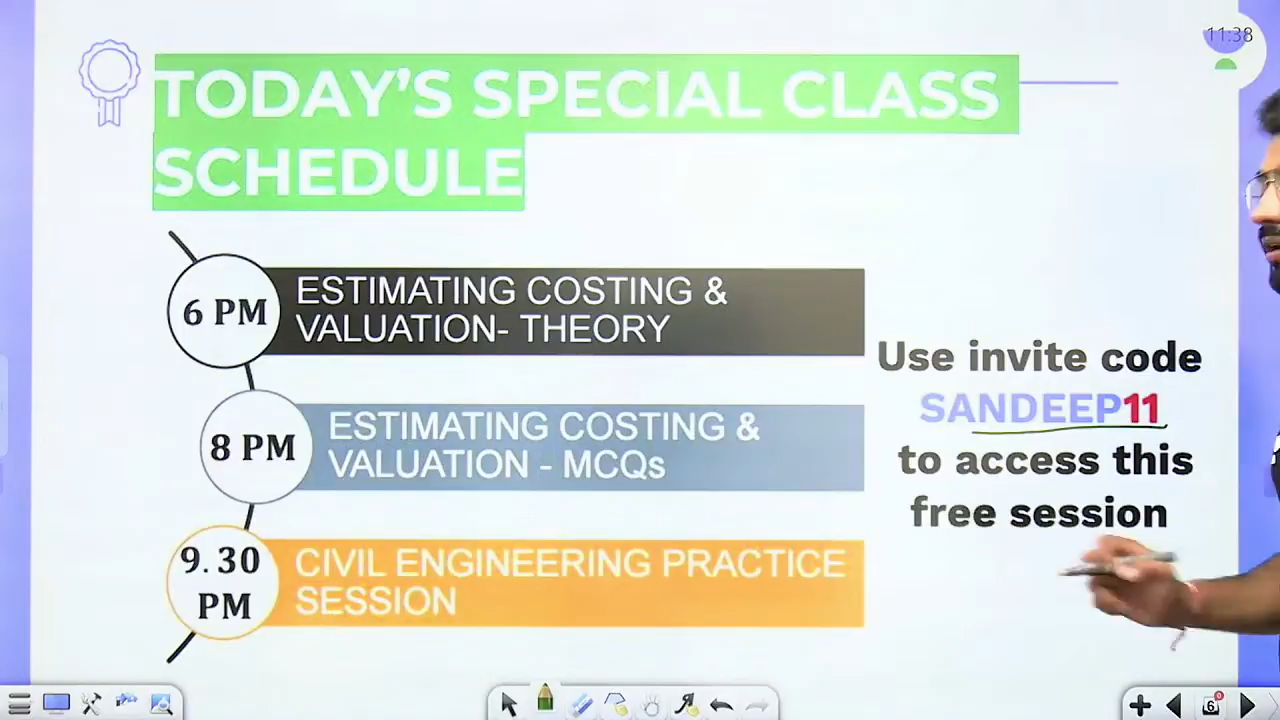 11:38
TODAY'S SPECIAL CLASS
SCHEDULE
6 PM
ESTIMATING COSTING &
VALUATION- THEORY
8 PM
ESTIMATING COSTING &
VALUATION - MCQs
9.30
PM
CIVIL ENGINEERING PRACTICE
SESSION
Use invite code
SANDEEP11
to access this
free session
6